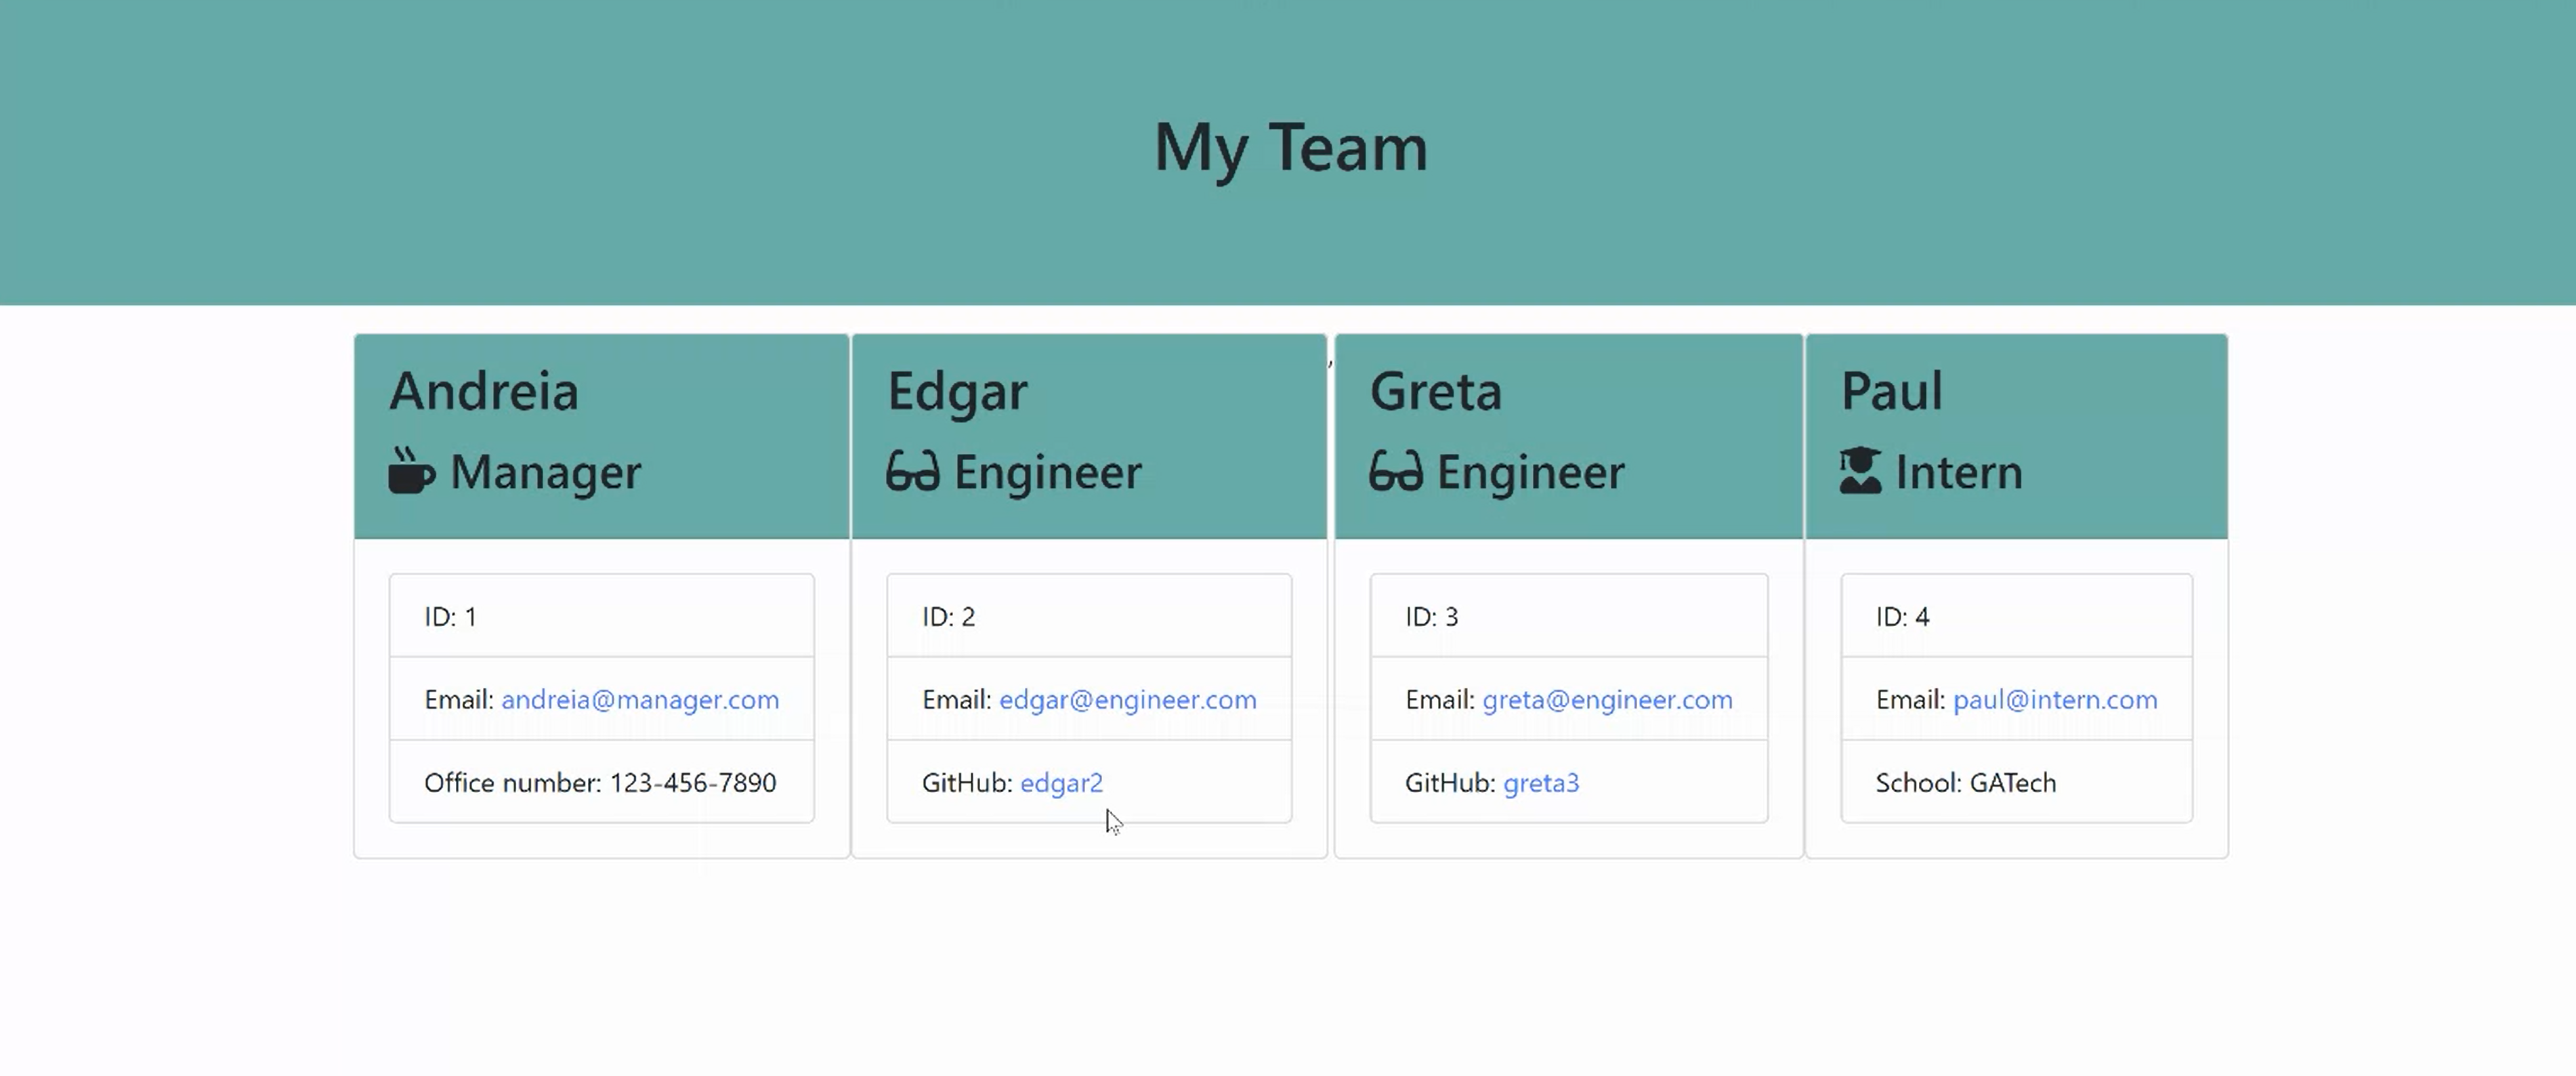 My Team
Andreia
Manager
ID: 1
Email: andreia@manager.com
Office number: 123-456-7890
Edgar
Engineer
ID: 2
Email: edgar@engineer.com
GitHub: edgar2
,
Greta
Engineer
ID: 3
Email: greta@engineer.com
GitHub: greta3
Paul
Intern
ID: 4
Email: paul@intern.com
School: GATech